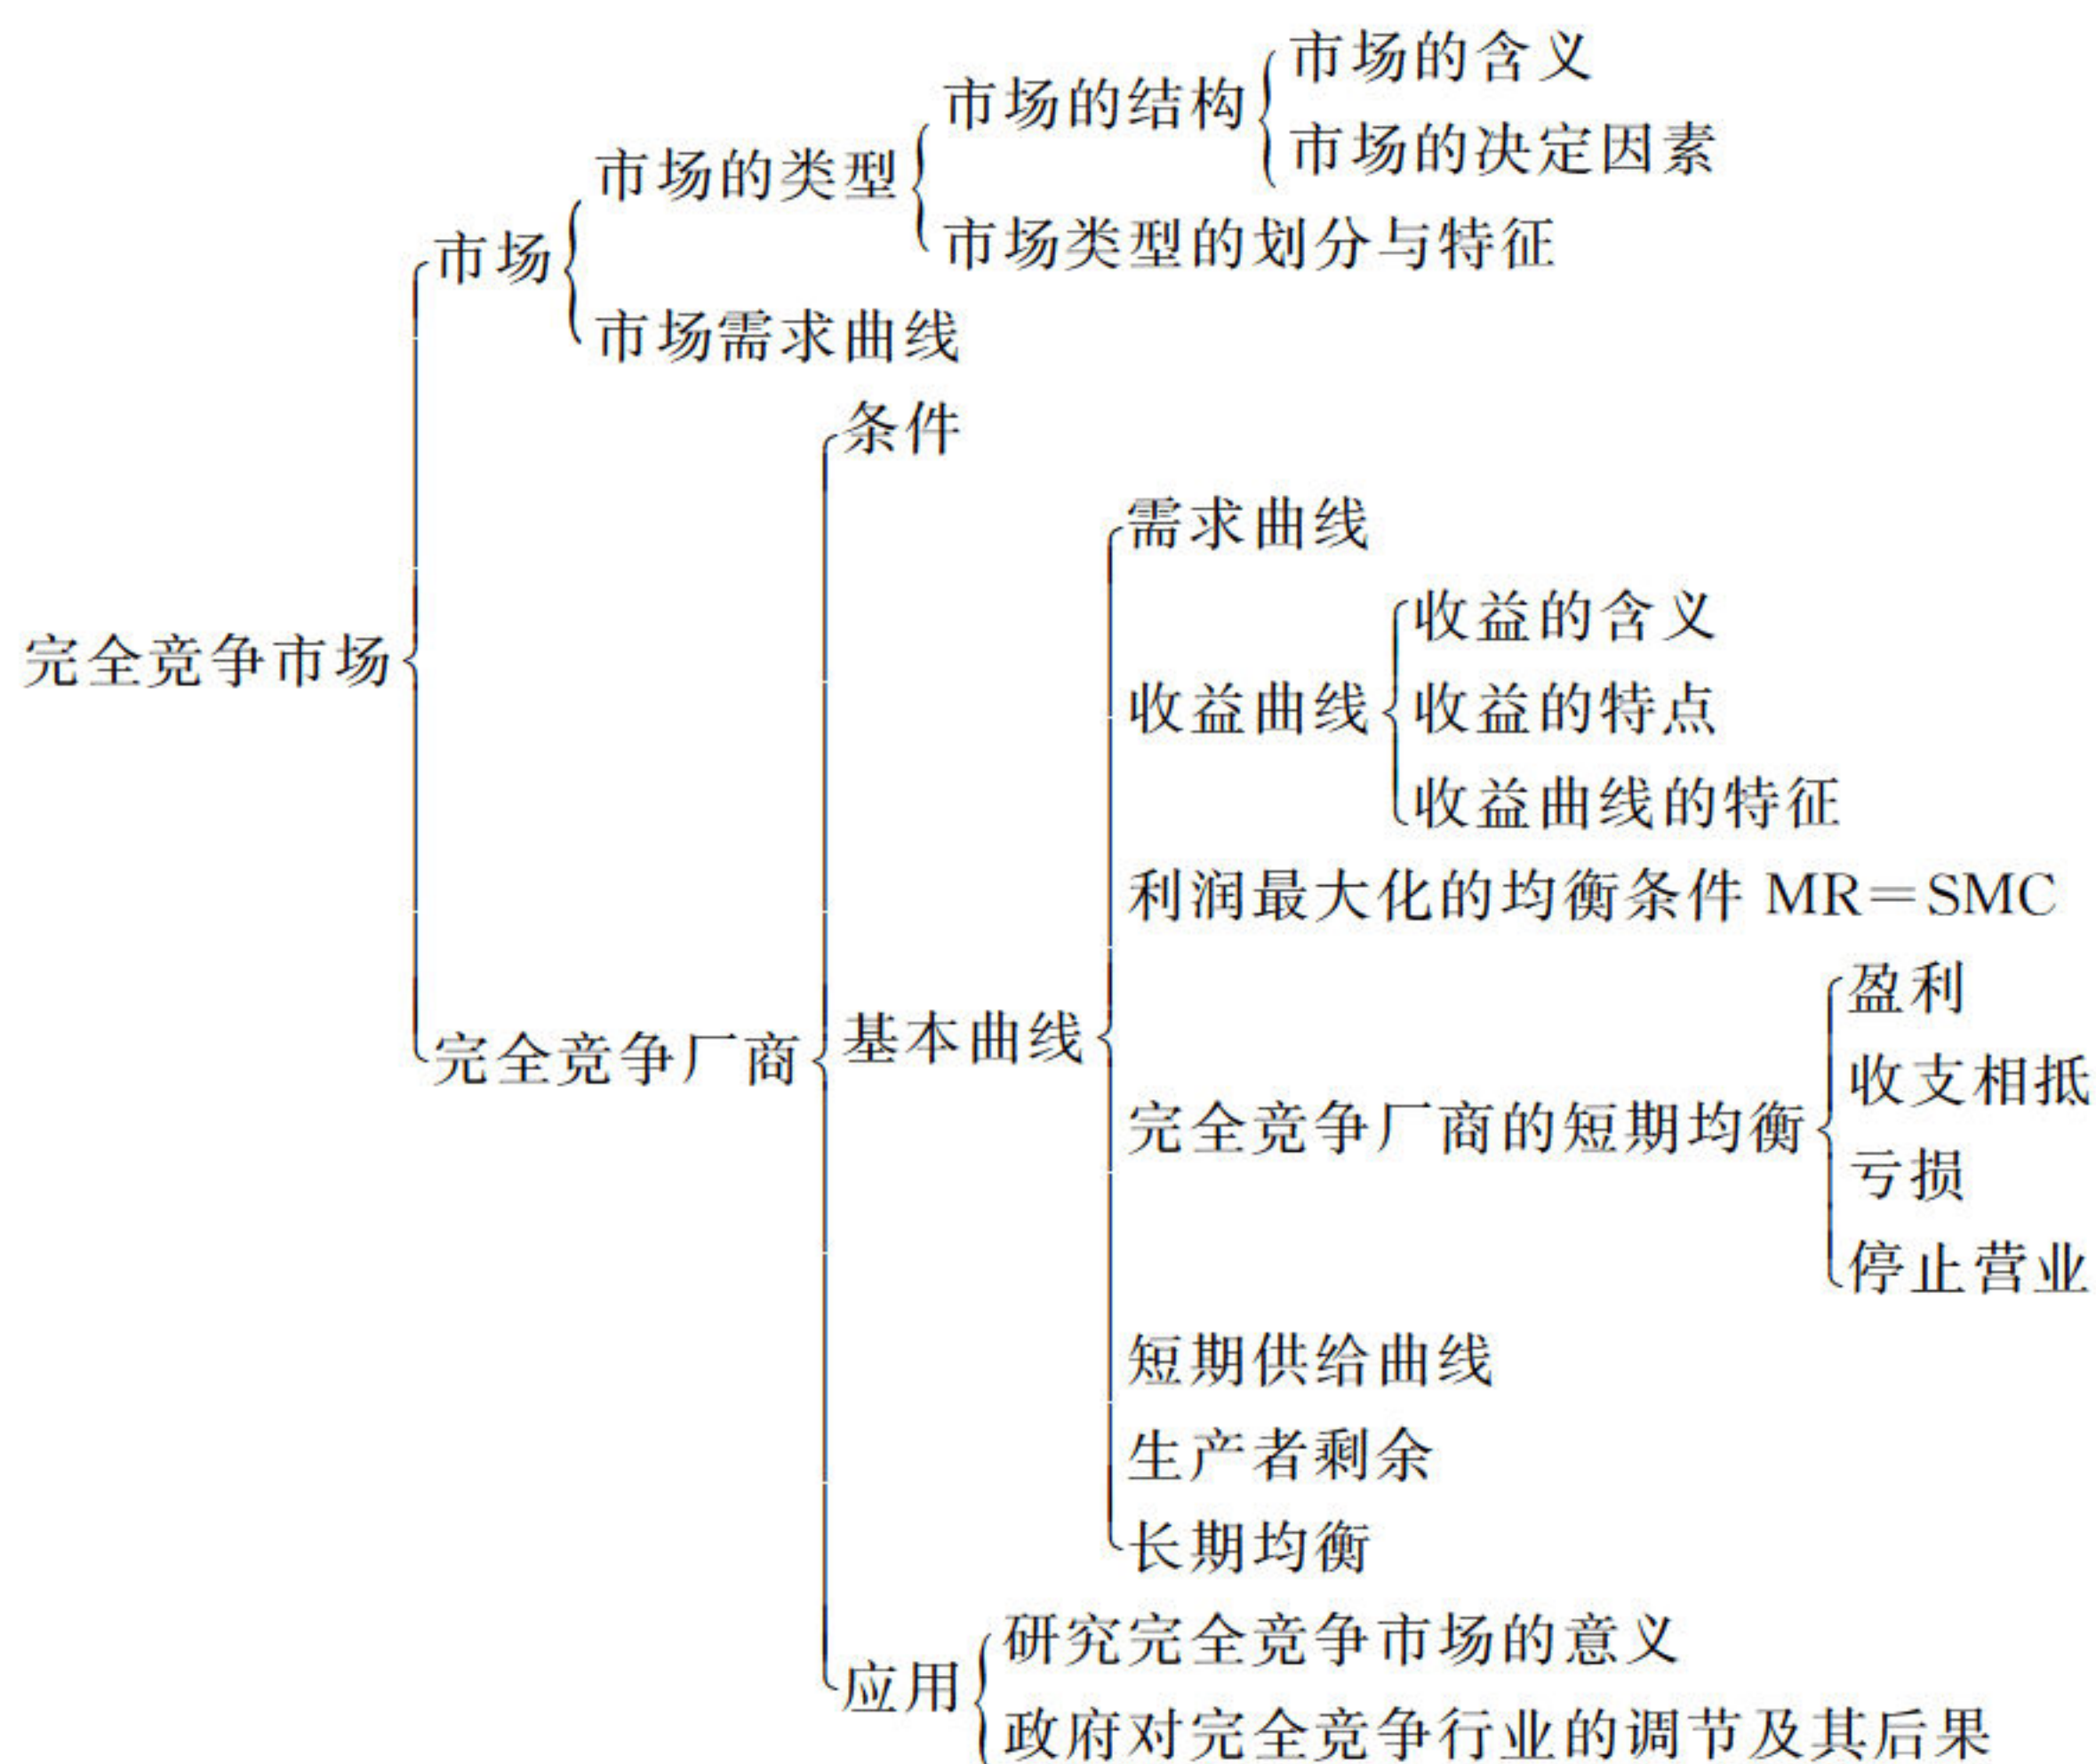 市场的含义
市场的结构
市场的决定因素
市场的类型
市场类型的划分与特征
市场
市场需求曲线
条件
需求曲线
收益的含义
完全竞争市场
收益曲线
收益的特点
收益曲线的特征
利润最大化的均衡条件 MR=SMC
盈利
完全竞争厂商
基本曲线
收支相抵
完全竞争厂商的短期均衡
亏损
停止营业
短期供给曲线
生产者剩余
长期均衡
研究完全竞争市场的意义
应用
政府对完全竞争行业的调节及其后果